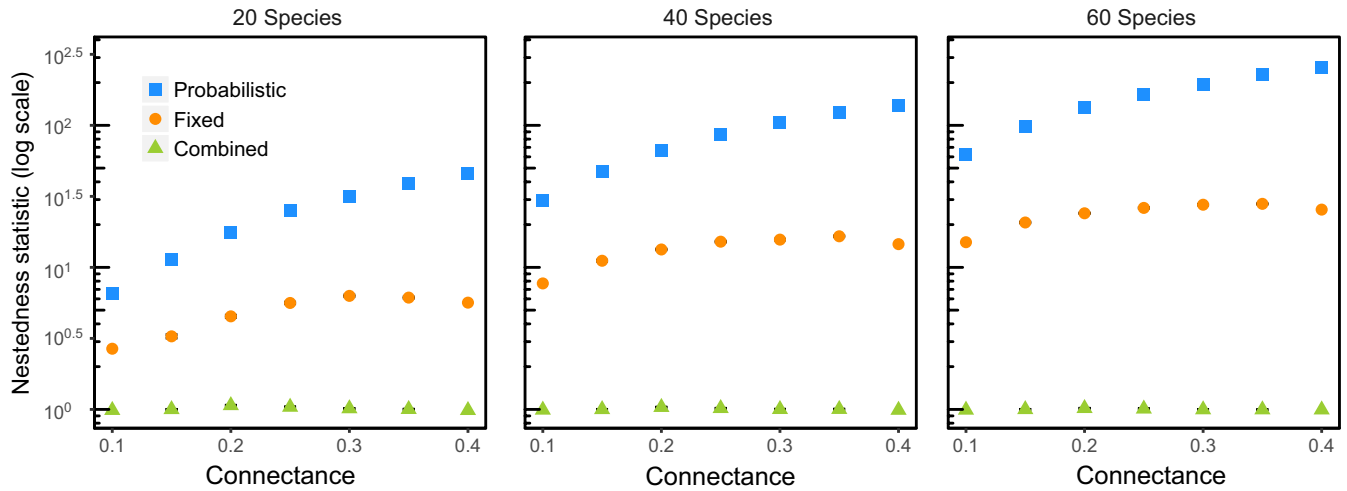 20 Species
40 Species
60 Species
Nestedness statistic (log scale)
10^2.5
10^2
10^1.5
10^1
10^0.5
10^0
Probabilistic
Fixed
Combined
0.1 0.2 0.3 0.4
0.1 0.2 0.3 0.4
0.1 0.2 0.3 0.4
Connectance
Connectance
Connectance